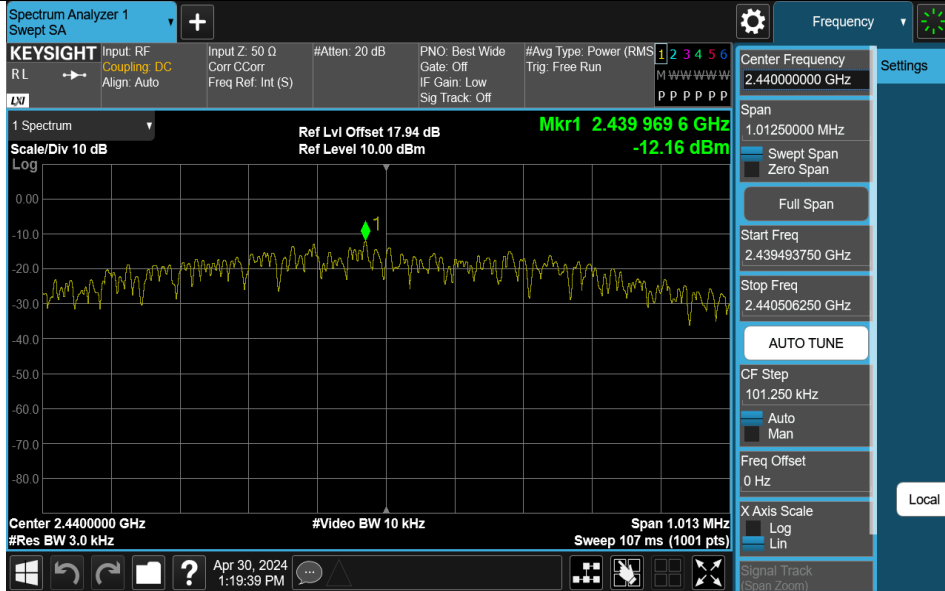 Spectrum Analyzer 1
Swept SA
Frequency
KEYSIGHT
R L
LXI
Input: RF
Coupling: DC
Align: Auto
Input Z: 50 Ω
Corr CCorr
Freq Ref: Int (S)
#Atten: 20 dB
PNO: Best Wide
Gate: Off
IF Gain: Low
Sig Track: Off
#Avg Type: Power (RMS
Trig: Free Run
1 2 3 4 5 6
M W W W W W
P P P P P P
1 Spectrum
Scale/Div 10 dB
Log
Ref Lvl Offset 17.94 dB
Ref Level 10.00 dBm
Mkr1 2.439 969 6 GHz
-12.16 dBm
0.00
-10.0
-20.0
-30.0
-40.0
-50.0
-60.0
-70.0
-80.0
1
Center 2.4400000 GHz
#Res BW 3.0 kHz
#Video BW 10 kHz
Span 1.013 MHz
Sweep 107 ms (1001 pts)
Center Frequency
2.440000000 GHz
Span
1.01250000 MHz
Swept Span
Zero Span
Full Span
Start Freq
2.439493750 GHz
Stop Freq
2.440506250 GHz
AUTO TUNE
CF Step
101.250 kHz
Auto
Man
Freq Offset
0 Hz
X Axis Scale
Log
Lin
Signal Track
(Span Zoom)
Settings
Local
?
Apr 30, 2024
1:19:39 PM